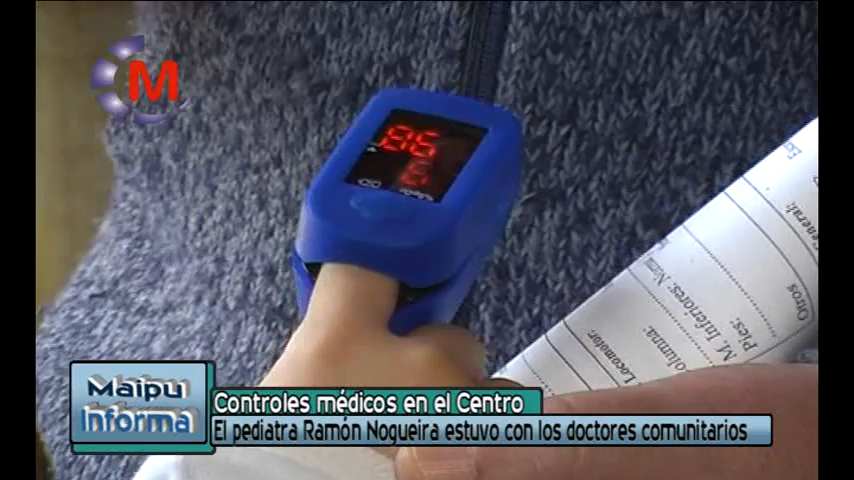 M
96
General:
Otros
Pies:
M. Inferiores:
Columna:
Locomotor:
Maipu
Informa
Controles médicos en el Centro
El pediatra Ramón Nogueira estuvo con los doctores comunitarios